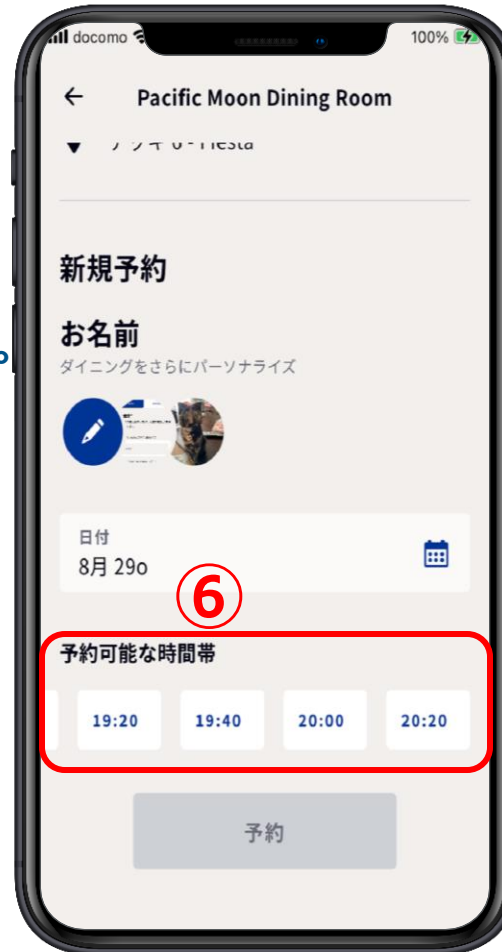 docomo 100%
Pacific Moon Dining Room
新規予約
お名前
ダイニングをさらにパーソナライズ
日付
8月 29o
⑥
予約可能な時間帯
19:20 19:40 20:00 20:20
予約